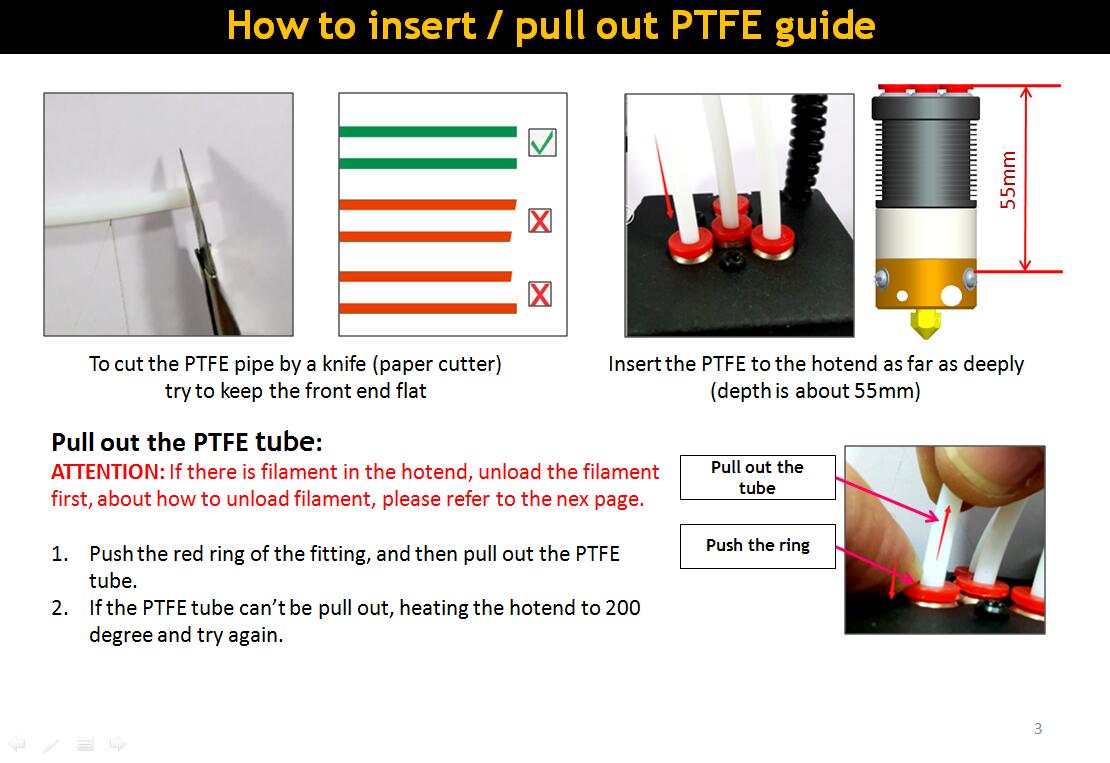 How to insert / pull out PTFE guide
55mm
To cut the PTFE pipe by a knife (paper cutter)
try to keep the front end flat
Insert the PTFE to the hotend as far as deeply
(depth is about 55mm)
Pull out the PTFE tube:
ATTENTION: If there is filament in the hotend, unload the filament
first, about how to unload filament, please refer to the nex page.
1. Push the red ring of the fitting, and then pull out the PTFE
tube.
2. If the PTFE tube can't be pull out, heating the hotend to 200
degree and try again.
Pull out the
tube
Push the ring
3